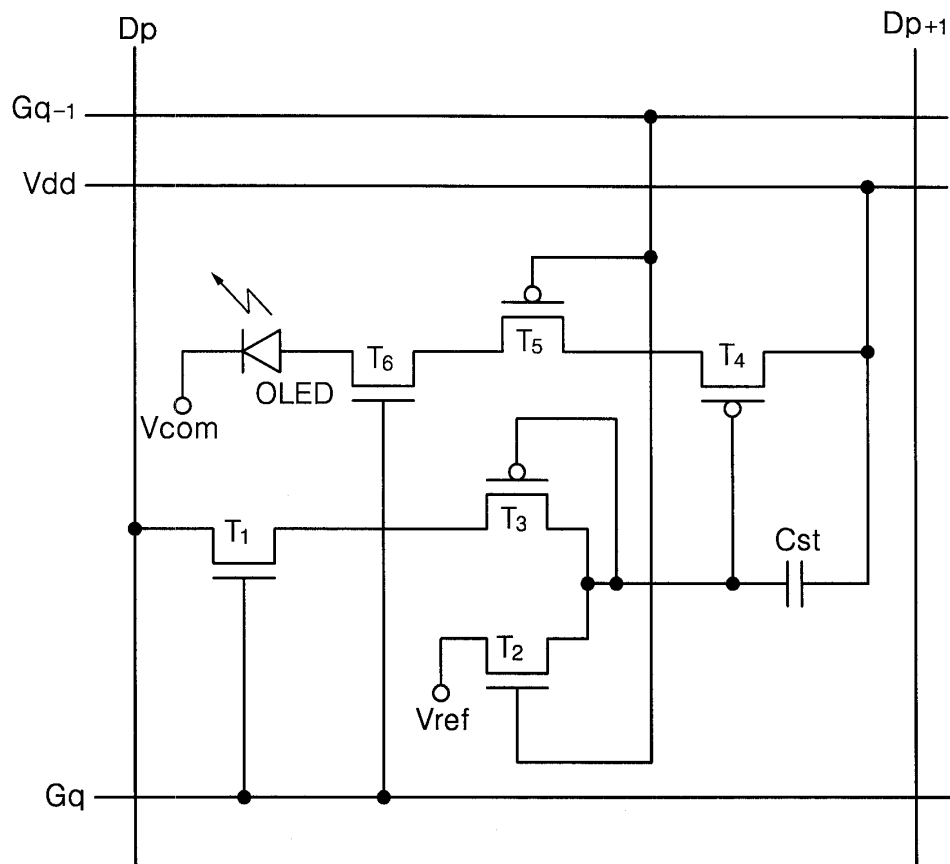 Dp
Dp+1
Gq-1
Vdd
T5
T6
T4
OLED
Vcom
T3
T1
Cst
T2
Vref
Gq